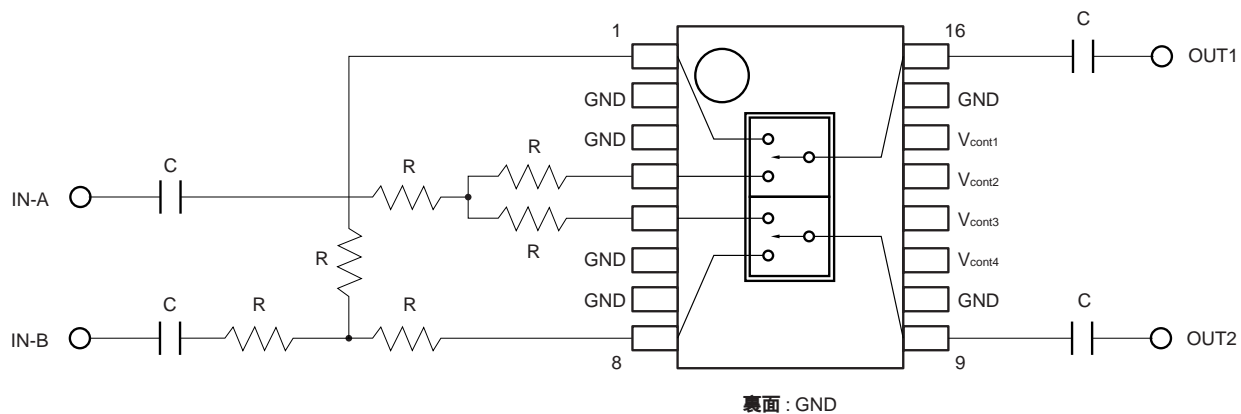 1
16
C
OUT1
GND
GND
GND
Vcont1
C
R
R
Vcont2
IN-A
Vcont3
R
R
GND
Vcont4
C
R
R
GND
GND
C
IN-B
OUT2
8
9
裏面 : GND